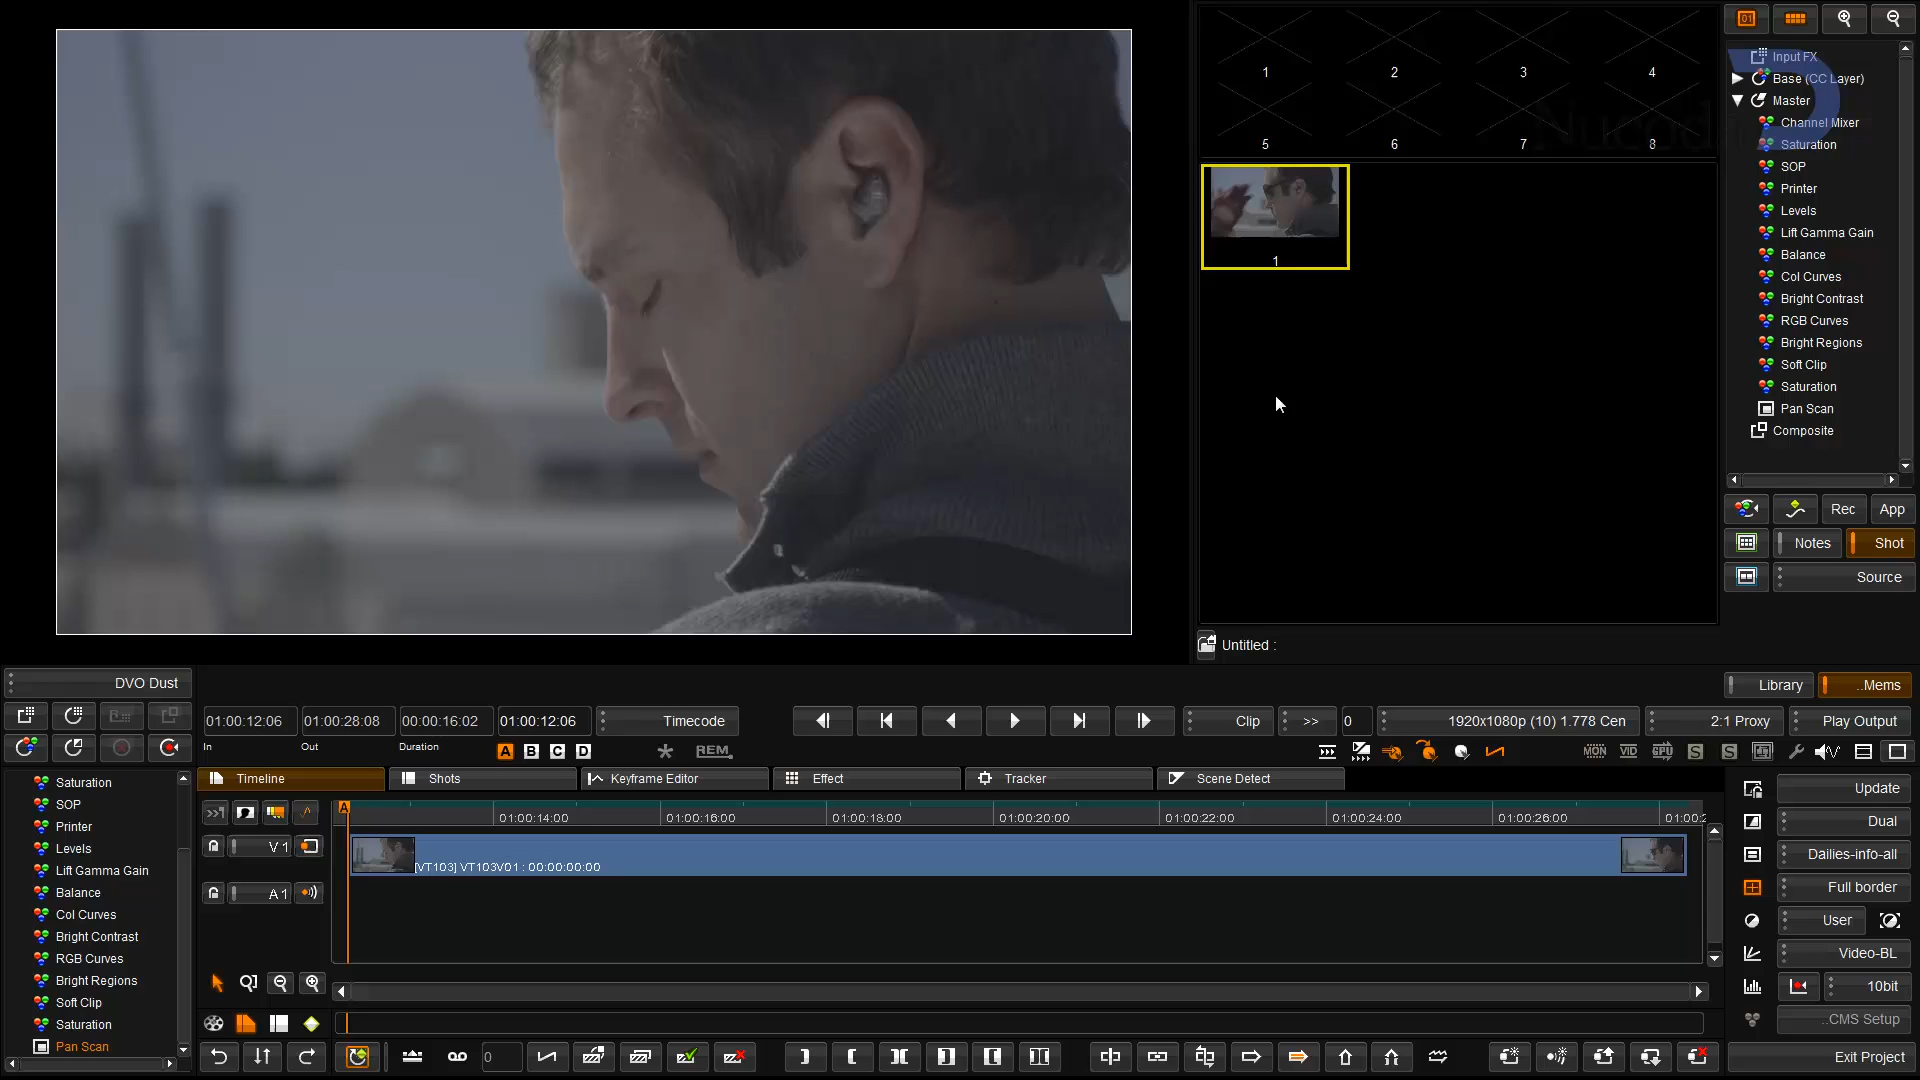 1 2 3 4
5 6 7 8
1
Untitled :
Input FX
Base (CC Layer)
Master
Channel Mixer
Saturation
SOP
Printer
Levels
Lift Gamma Gain
Balance
Col Curves
Bright Contrast
RGB Curves
Bright Regions
Soft Clip
Saturation
Pan Scan
Composite
Rec App
Notes Shot
Source
DVO Dust
Library ..Mems
01:00:12:06 01:00:28:08 00:00:16:02 01:00:12:06 Timecode Clip >> 0 1920x1080p (10) 1.778 Cen 2:1 Proxy Play Output
In Out Duration A B C D REM. MON VID GPU S S
Timeline Shots Keyframe Editor Effect Tracker Scene Detect
A 01:00:14:00 01:00:16:00 01:00:18:00 01:00:20:00 01:00:22:00 01:00:24:00 01:00:26:00
V 1
[VT103] VT103V01 : 00:00:00:00
A 1
Saturation
SOP
Printer
Levels
Lift Gamma Gain
Balance
Col Curves
Bright Contrast
RGB Curves
Bright Regions
Soft Clip
Saturation
Pan Scan
Update
Dual
Dailies-info-all
Full border
User
Video-BL
10bit
..CMS Setup
0
Exit Project